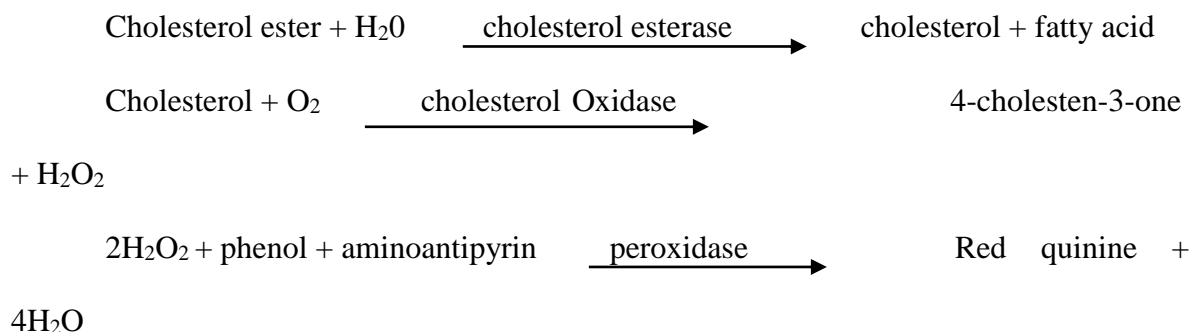 Cholesterol ester + H₂0 cholesterol esterase cholesterol + fatty acid
Cholesterol + O₂ cholesterol Oxidase 4-cholesten-3-one
+ H₂O₂
2H₂O₂ + phenol + aminoantipyrin peroxidase Red quinine +
4H₂O